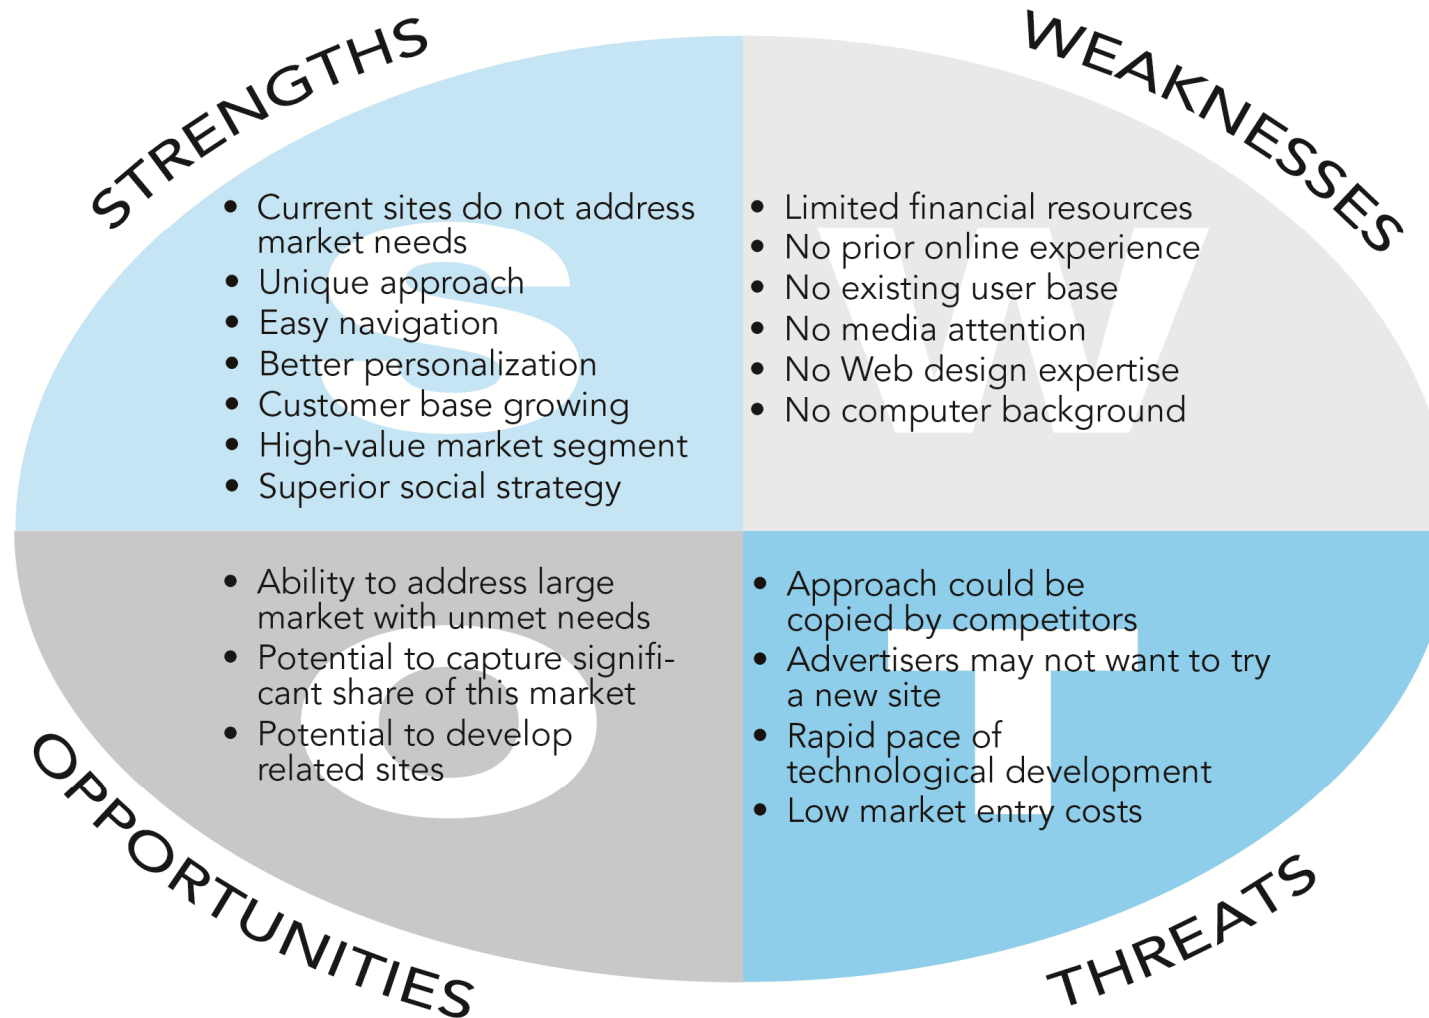 STRENGTHS
• Current sites do not address
market needs
• Unique approach
• Easy navigation
• Better personalization
• Customer base growing
• High-value market segment
• Superior social strategy
S
WEAKNESSES
• Limited financial resources
• No prior online experience
• No existing user base
• No media attention
• No Web design expertise
• No computer background
W
OPPORTUNITIES
• Ability to address large
market with unmet needs
• Potential to capture signifi-
cant share of this market
• Potential to develop
related sites
O
THREATS
• Approach could be
copied by competitors
• Advertisers may not want to try
a new site
• Rapid pace of
technological development
• Low market entry costs
T